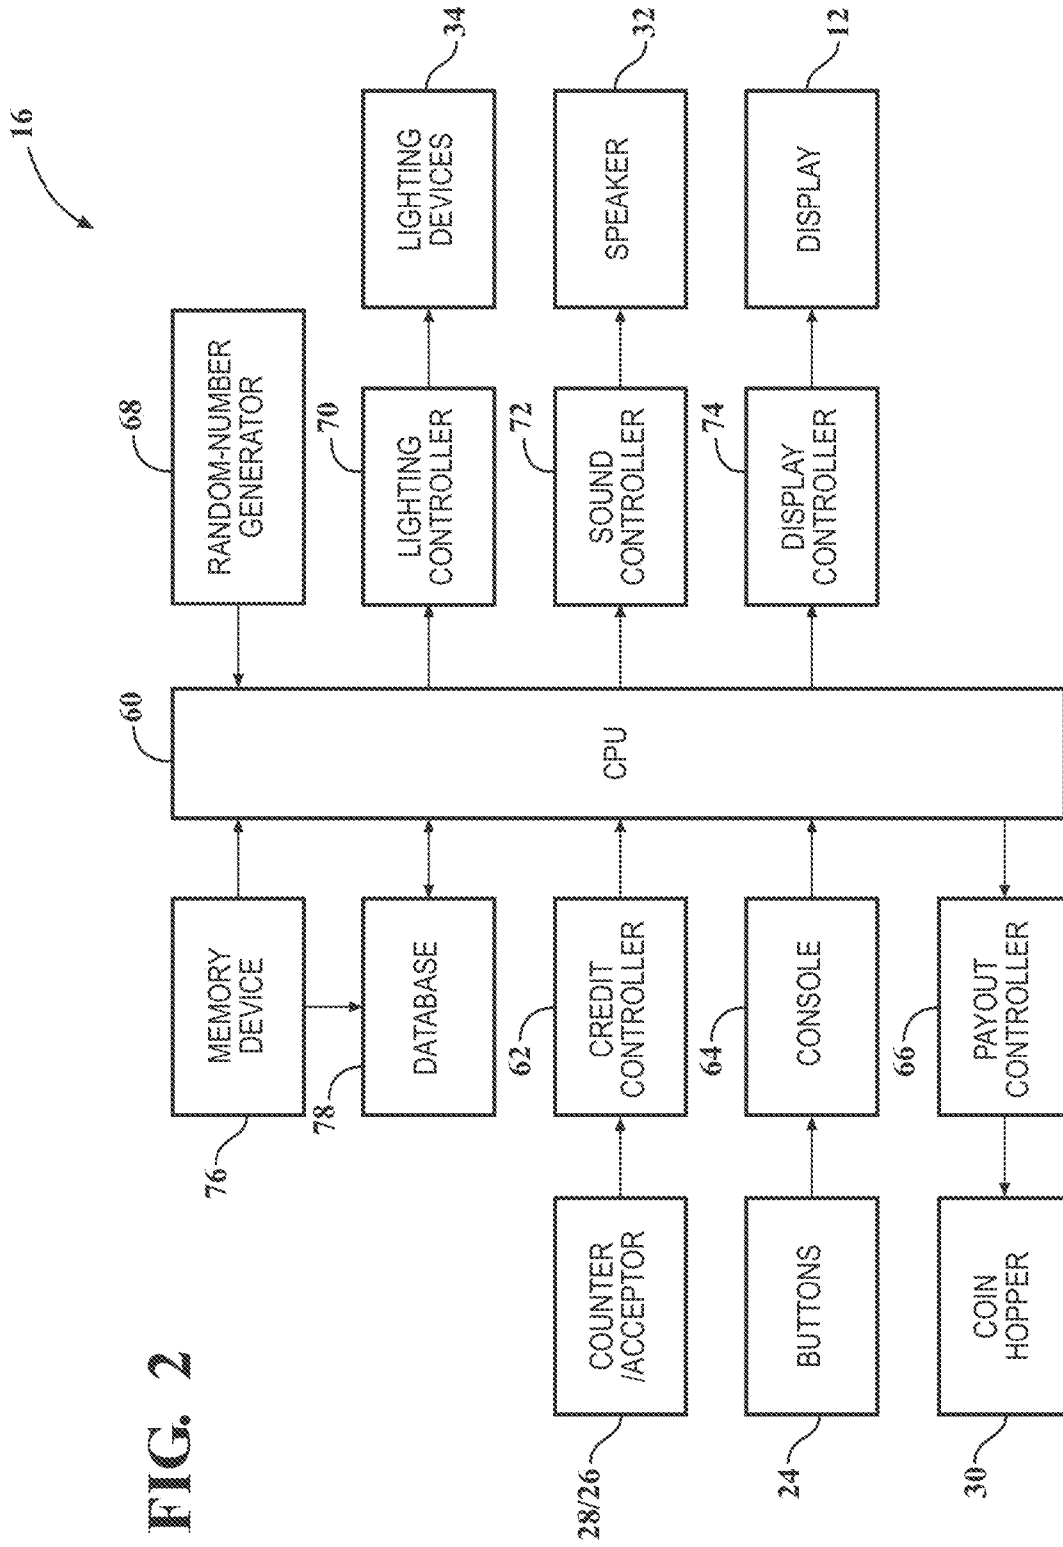 FIG. 2
16
76
MEMORY
DEVICE
60
68
RANDOM-NUMBER
GENERATOR
78
DATABASE
70
LIGHTING
CONTROLLER
LIGHTING
DEVICES
34
28/26
COUNTER
/ACCEPTOR
62
CREDIT
CONTROLLER
CPU
72
SOUND
CONTROLLER
SPEAKER
32
24
BUTTONS
64
CONSOLE
74
DISPLAY
CONTROLLER
DISPLAY
12
30
COIN
HOPPER
66
PAYOUT
CONTROLLER